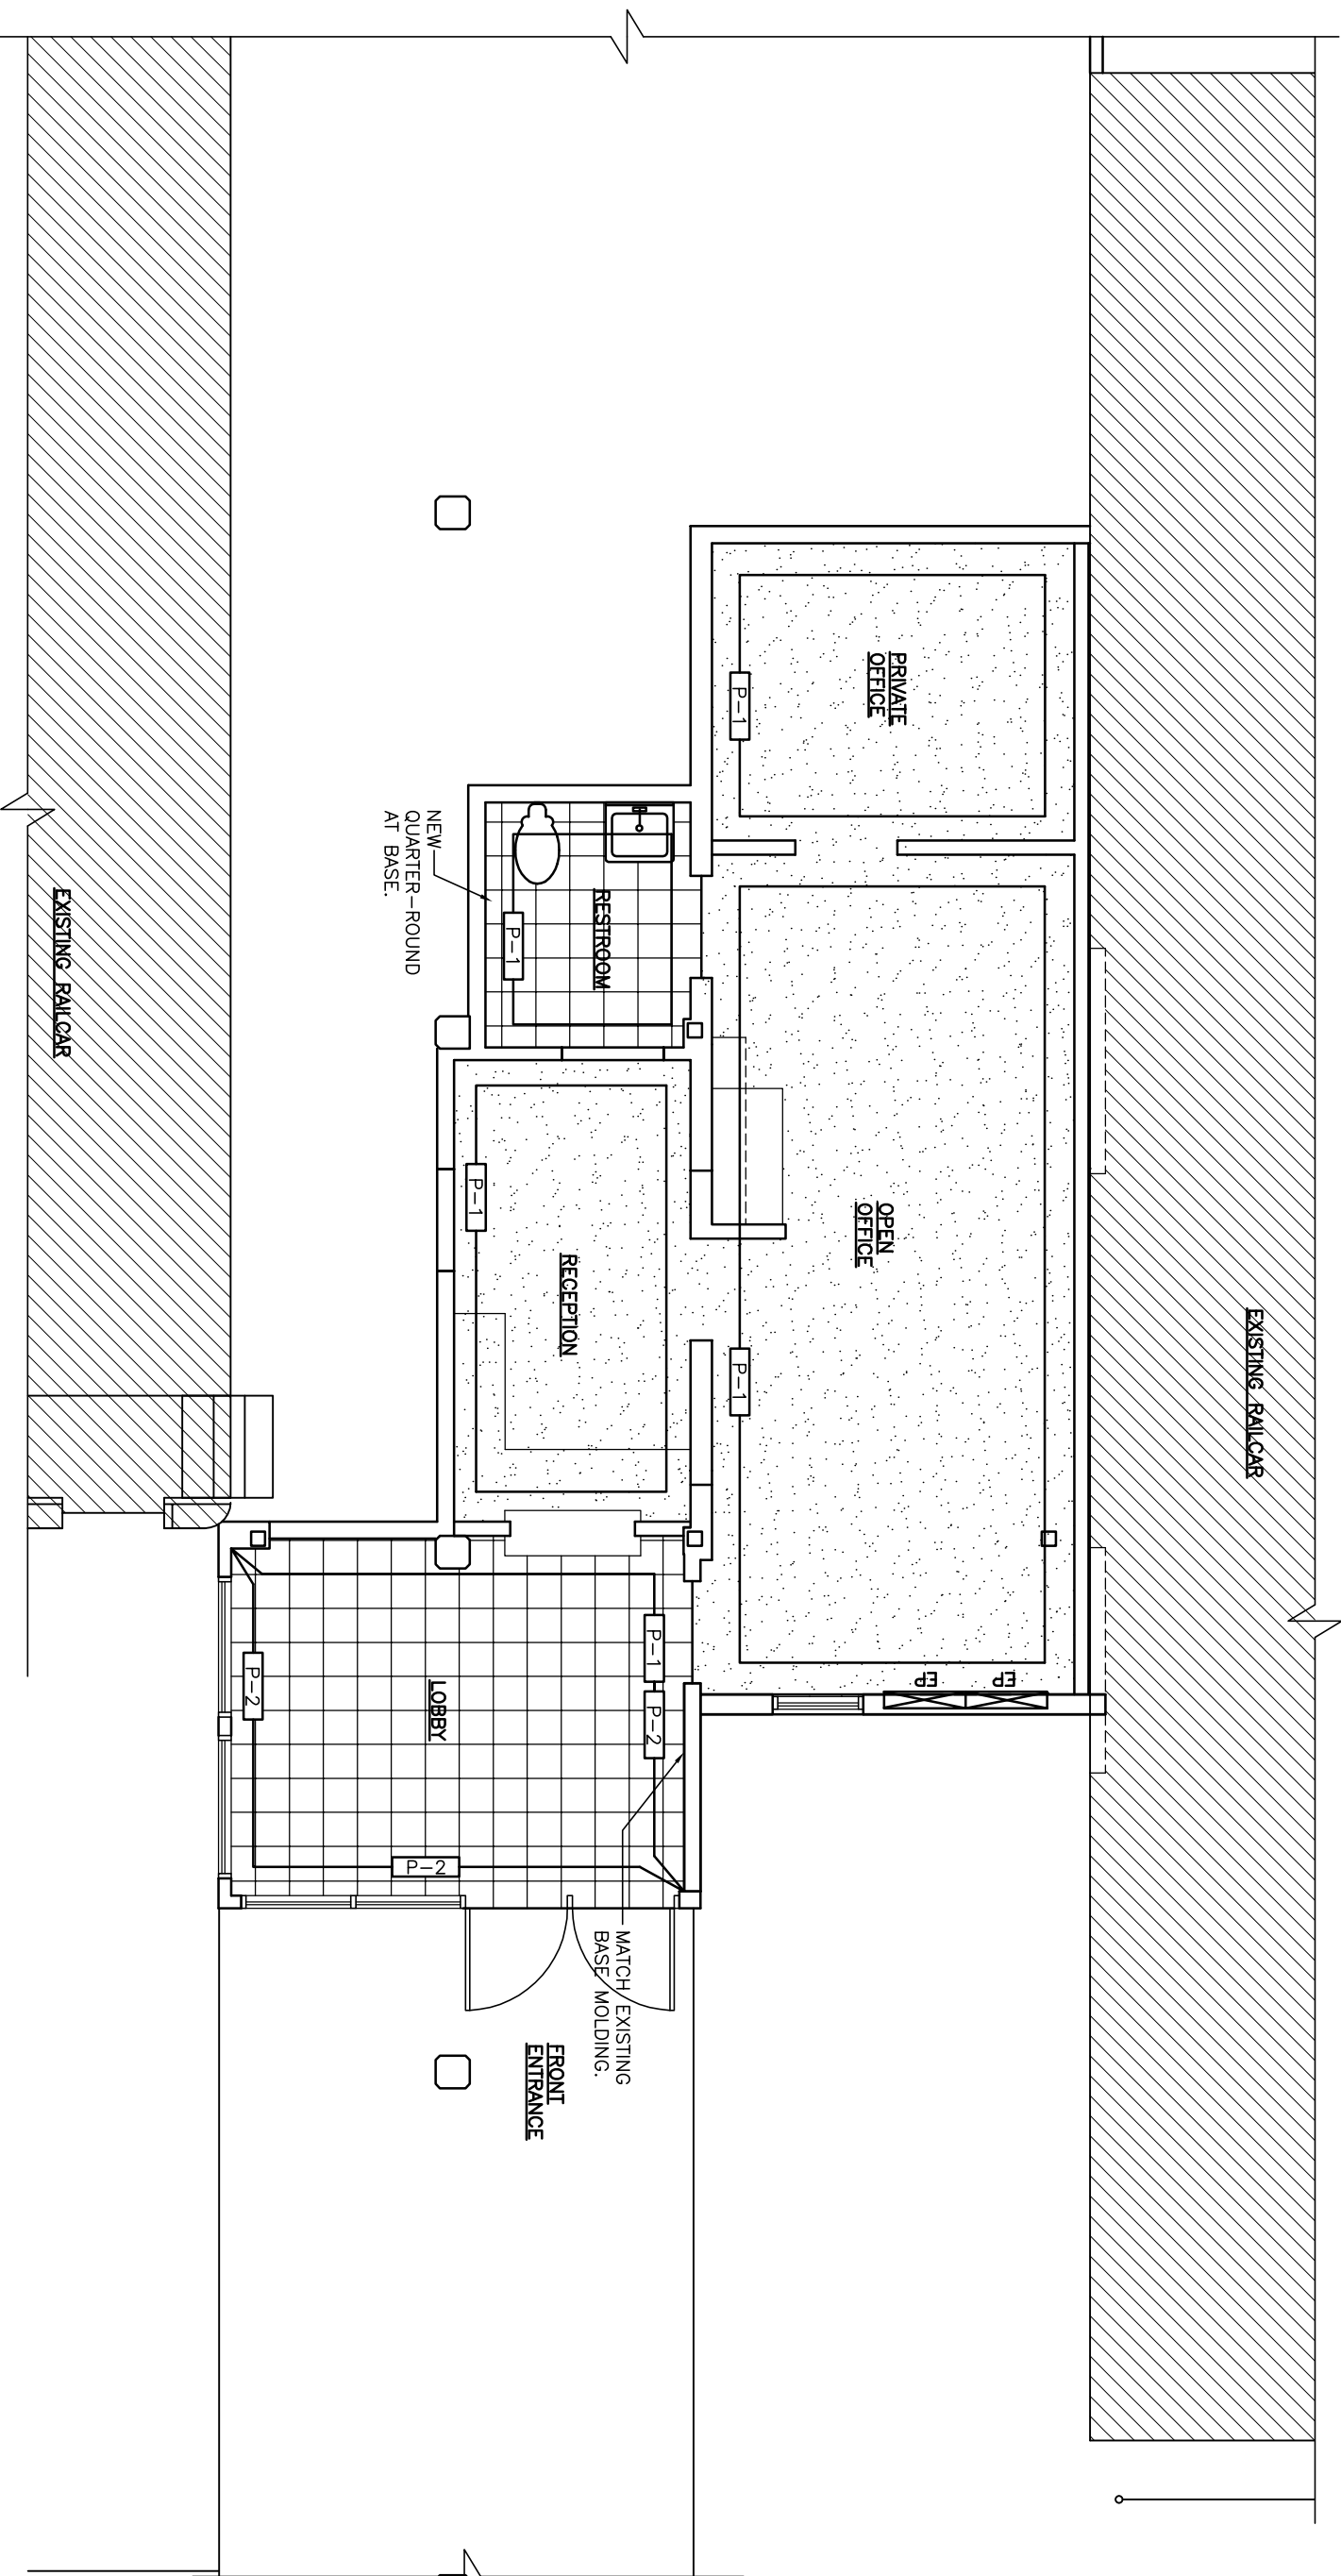 EXISTING RAILCAR
PRIVATE
OFFICE
P-1
OPEN
OFFICE
P-1
EP
EP
RESTROOM
P-1
NEW
QUARTER-ROUND
AT BASE.
RECEPTION
P-1
P-1
P-2
LOBBY
P-2
P-2
MATCH EXISTING
BASE MOLDING.
FRONT
ENTRANCE
EXISTING RAILCAR